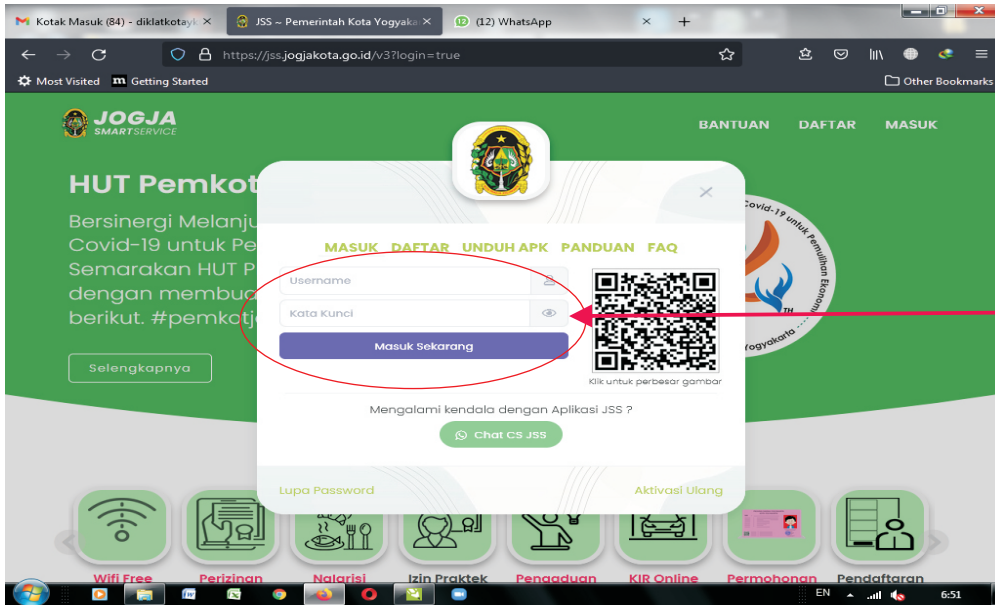 Kotak Masuk (84) - diklatkotayk
JSS ~ Pemerintah Kota Yogyaka
(12) WhatsApp
https://jss.jogjakota.go.id/v3?login=true
Most Visited
Getting Started
Other Bookmarks
JOGJA
SMARTSERVICE
BANTUAN DAFTAR MASUK
HUT Pemkot
Bersinergi Melanju
Covid-19 untuk Pe
Semarakan HUT P
dengan membua
berikut. #pemkotj
Selengkapnya
MASUK DAFTAR UNDUH APK PANDUAN FAQ
Username
Kata Kunci
Masuk Sekarang
Klik untuk perbesar gambar
Mengalami kendala dengan Aplikasi JSS ?
Chat CS JSS
Lupa Password
Aktivasi Ulang
Covid-19 untuk Pemulihan Ekonomi
TH
Yogyakarta
Wifi Free
Perizinan
Nglarisi
Izin Praktek
Pengaduan
KIR Online
Permohonan
Pendaftaran
EN
6:51